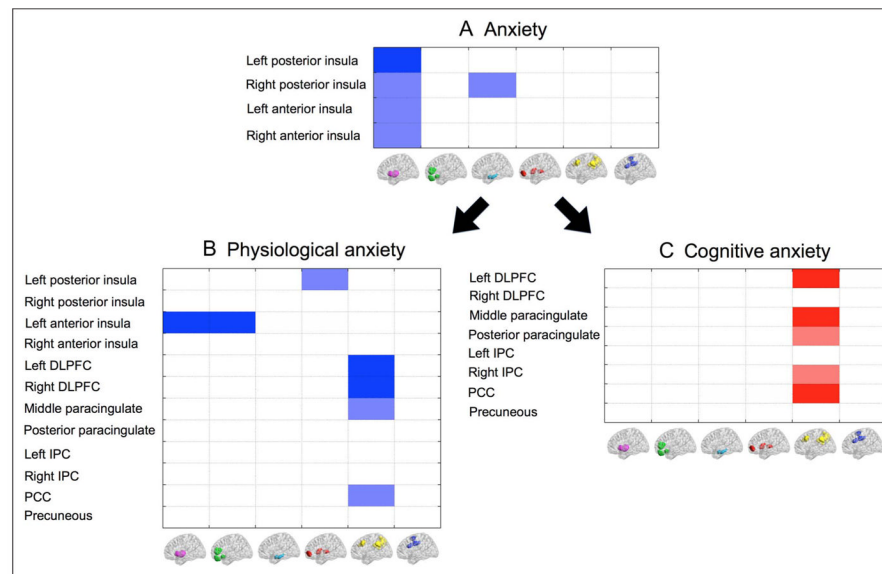 A Anxiety
Left posterior insula
Right posterior insula
Left anterior insula
Right anterior insula
B Physiological anxiety
Left posterior insula
Right posterior insula
Left anterior insula
Right anterior insula
Left DLPFC
Right DLPFC
Middle paracingulate
Posterior paracingulate
Left IPC
Right IPC
PCC
Precuneous
C Cognitive anxiety
Left DLPFC
Right DLPFC
Middle paracingulate
Posterior paracingulate
Left IPC
Right IPC
PCC
Precuneous